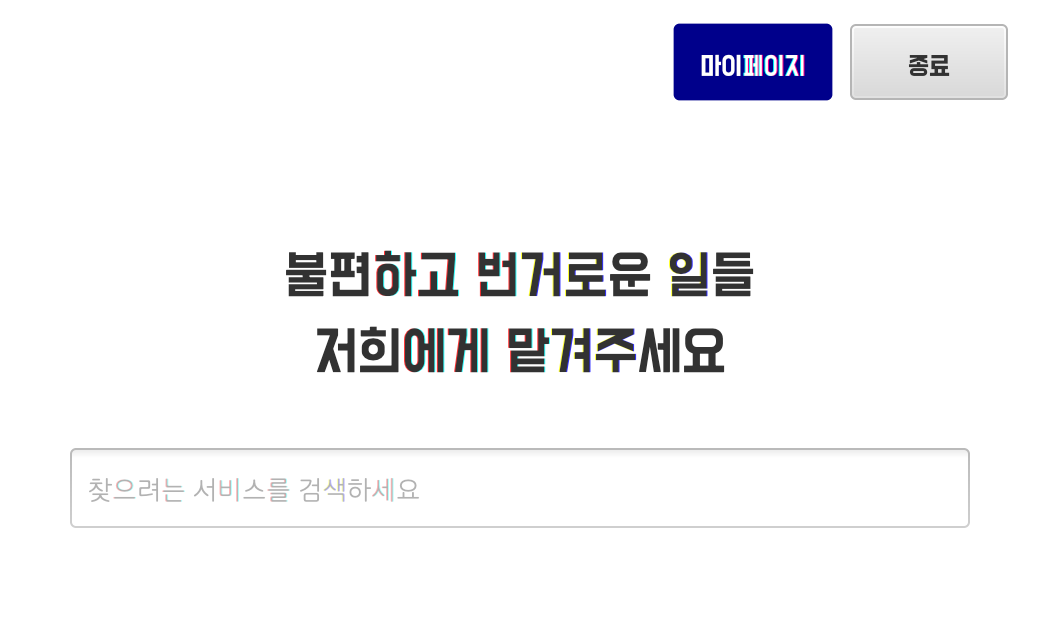 마이페이지
종료
불편하고 번거로운 일들
저희에게 맡겨주세요
찾으려는 서비스를 검색하세요